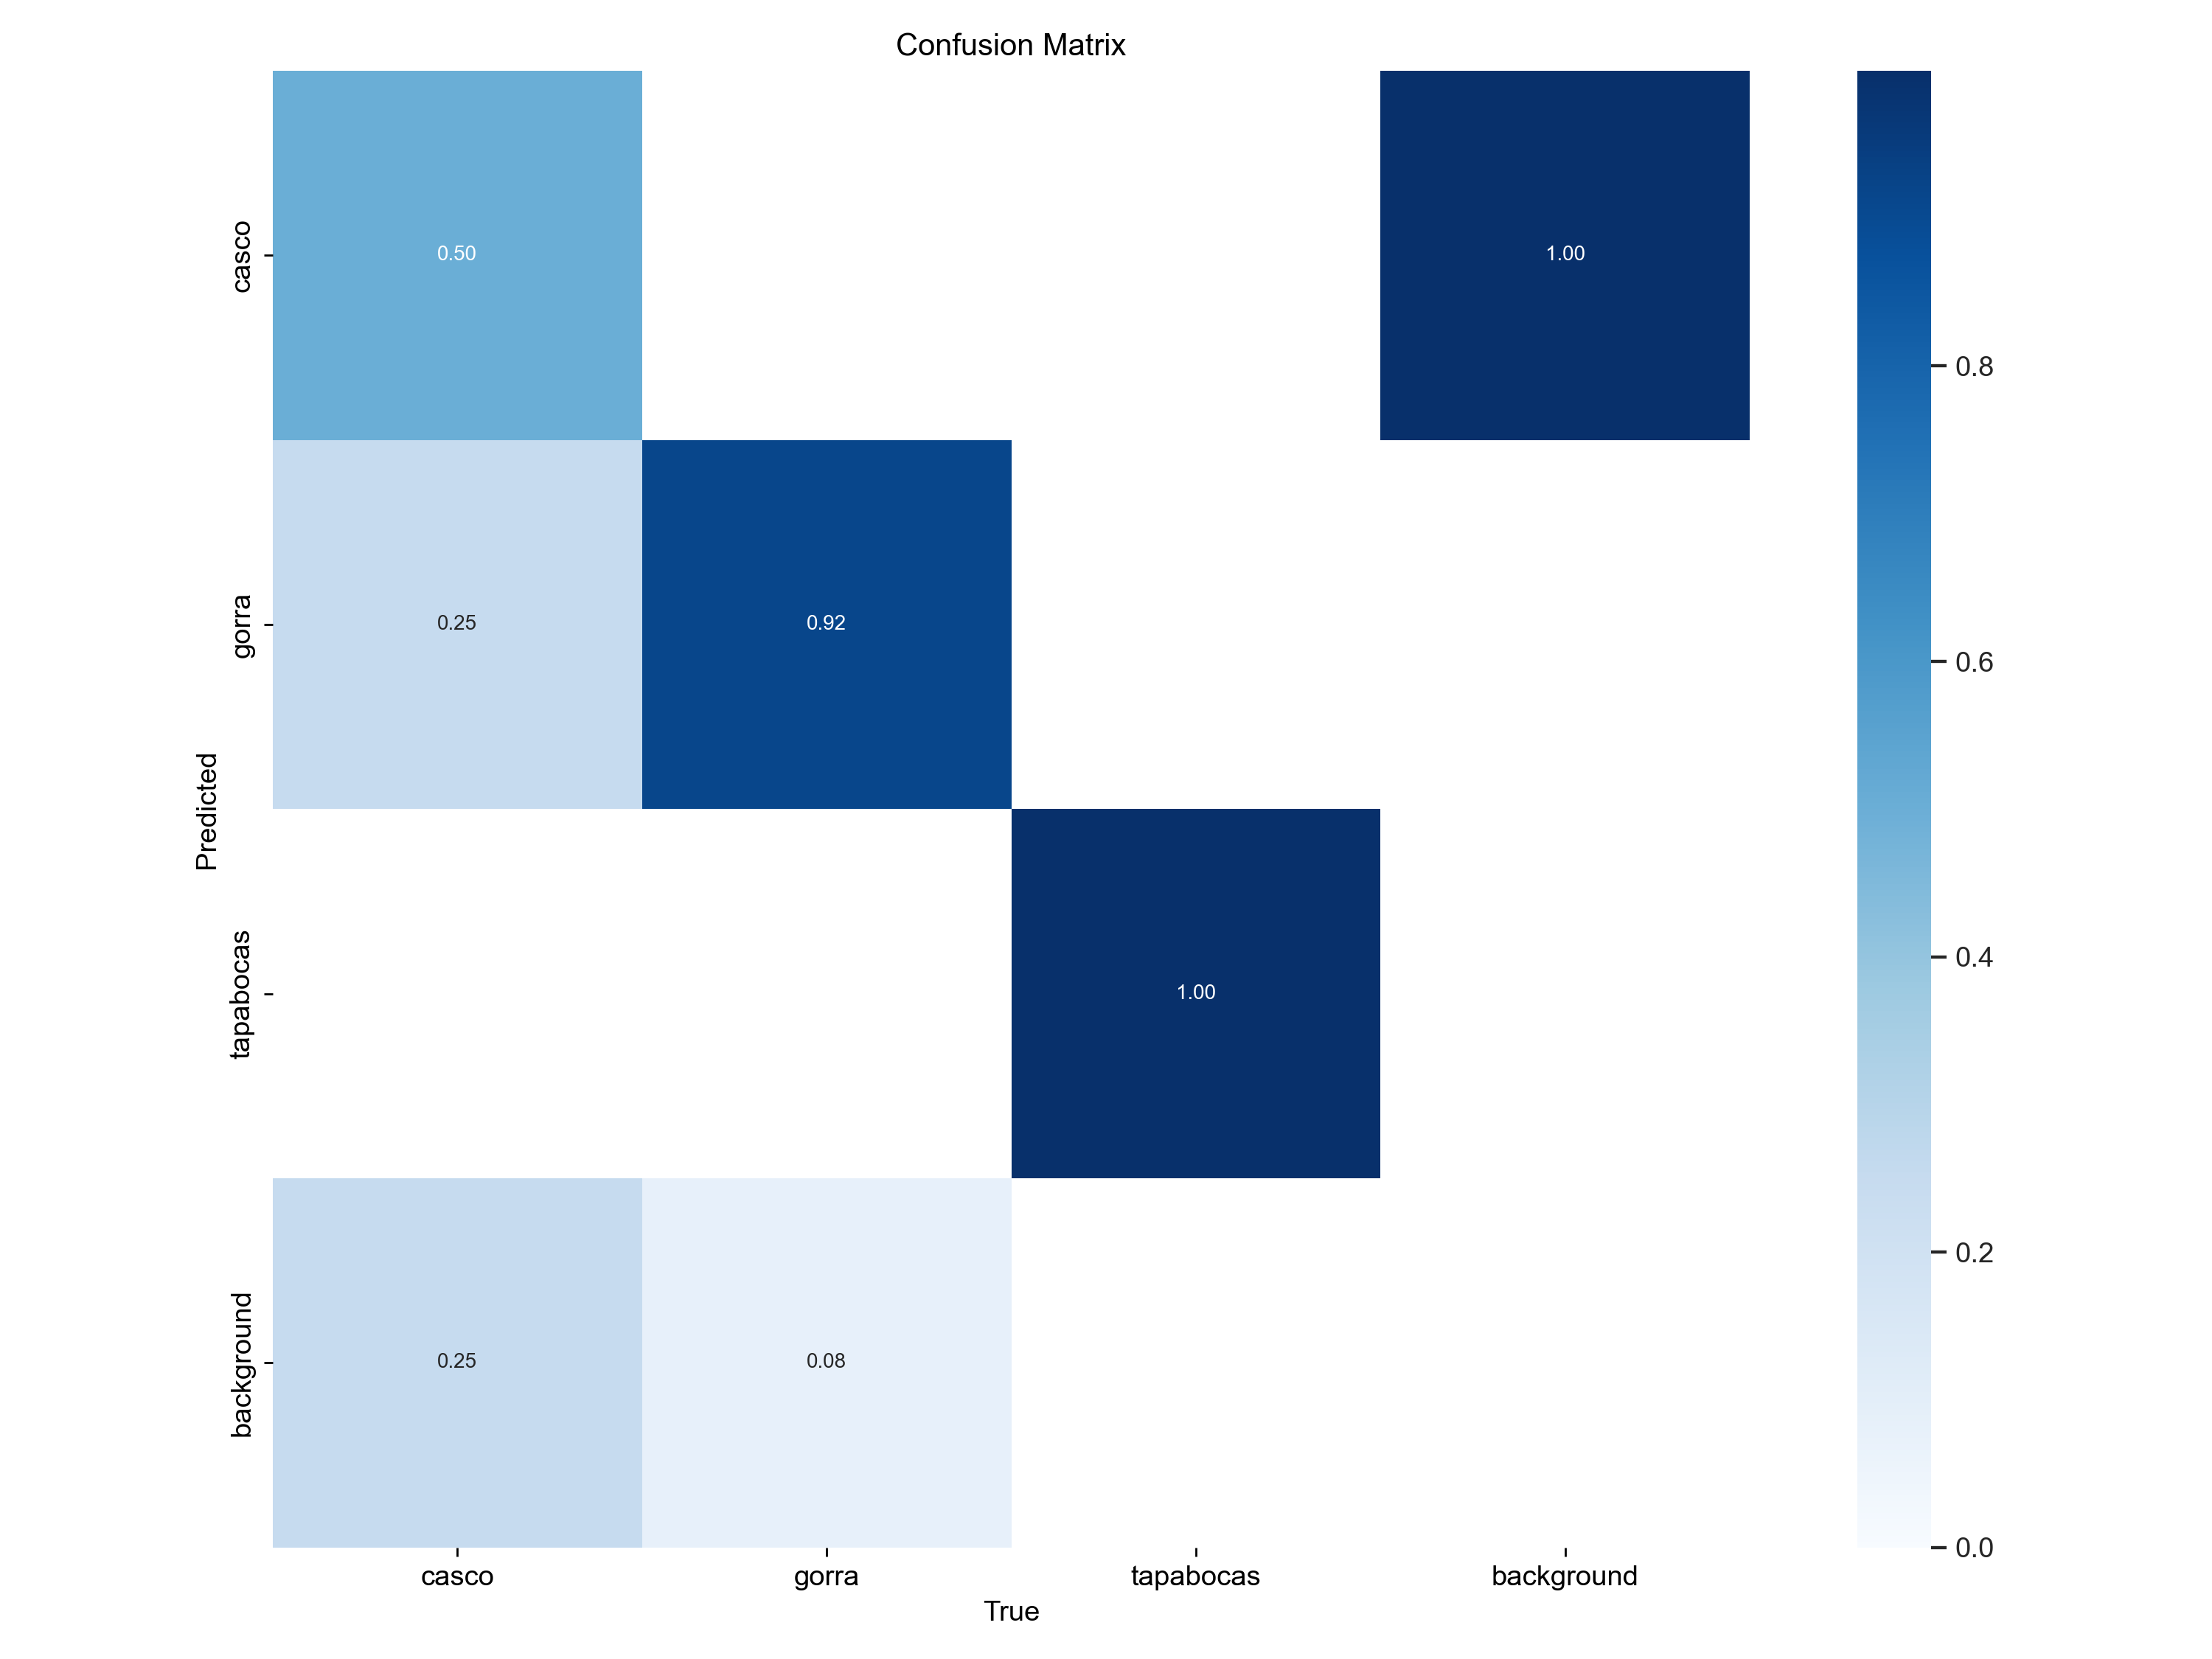 Confusion Matrix
casco
0.50
1.00
0.8
gorra
0.25
0.92
0.6
Predicted
tapabocas
1.00
0.4
background
0.25
0.08
0.2
0.0
casco
gorra
tapabocas
background
True